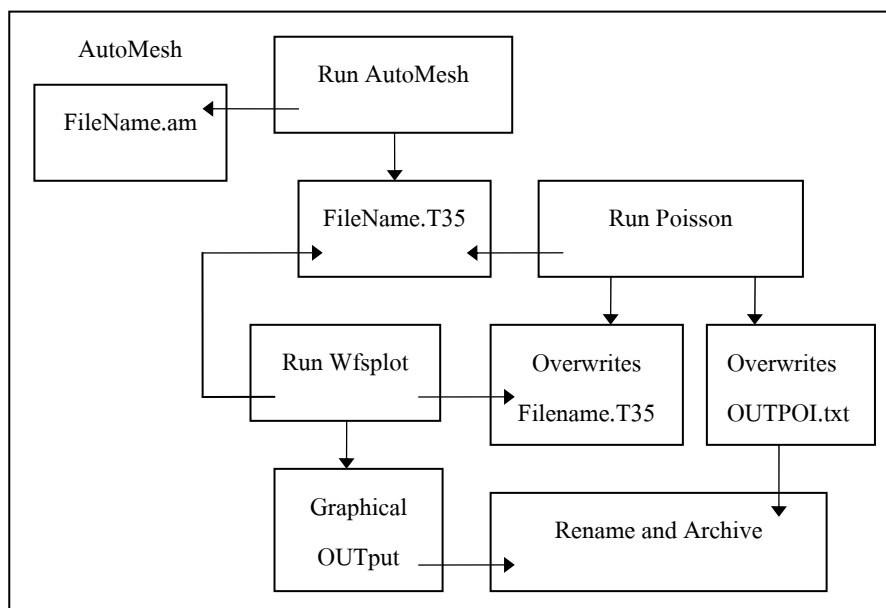 AutoMesh
Run AutoMesh
FileName.am
FileName.T35
Run Poisson
Run Wfsplot
Overwrites
Filename.T35
Overwrites
OUTPOI.txt
Graphical
OUTput
Rename and Archive